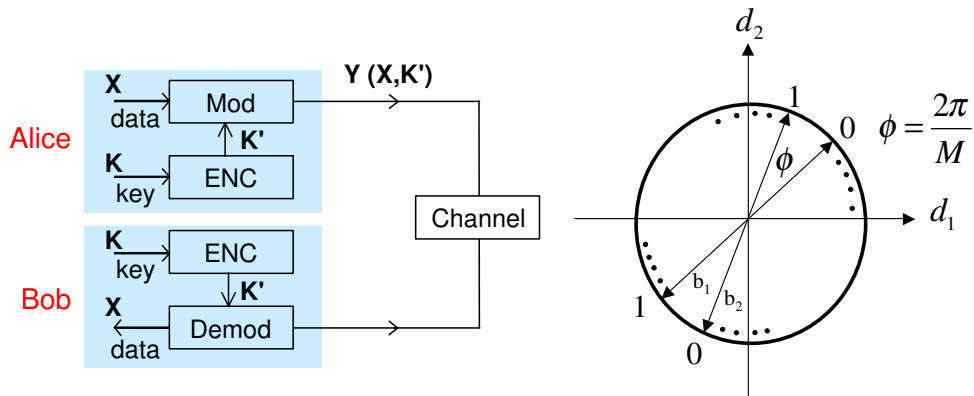 Alice
X
data
Mod
K'
K
key
ENC
Y (X,K')
Channel
Bob
K
key
ENC
K'
X
data
Demod
d₂
1
0
ϕ
ϕ = 2π/M
d₁
b₁
b₂
1
0